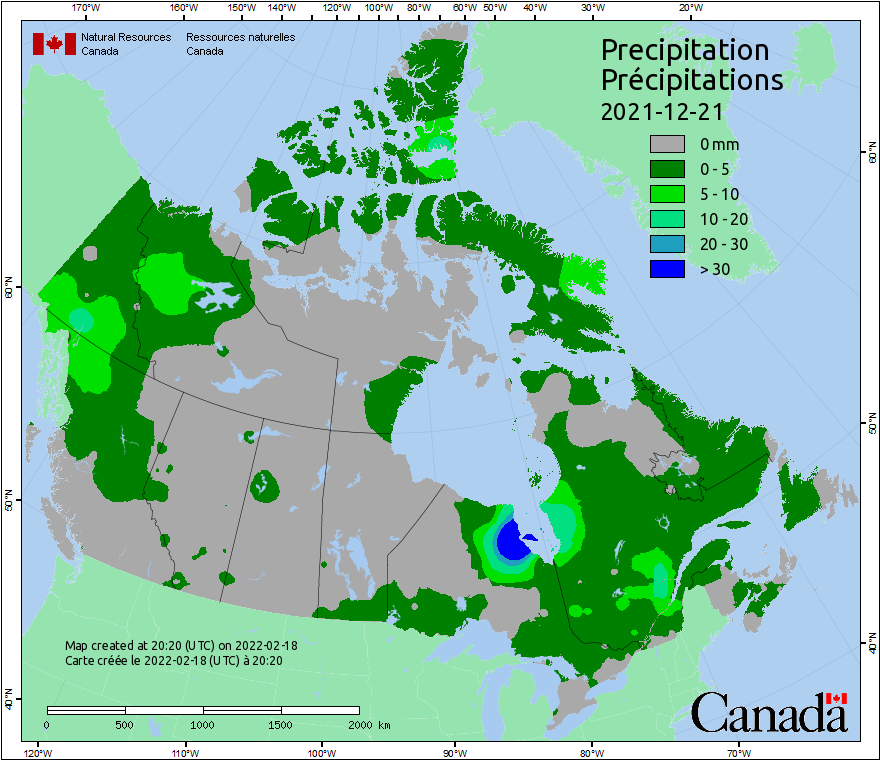 170°W 160°W 150°W 140°W 120°W 100°W 80°W 60°W 50°W 40°W 30°W 20°W
Natural Resources Ressources naturelles
Canada Canada
Precipitation
Précipitations
2021-12-21
0 mm
0 - 5
5 - 10
10 - 20
20 - 30
> 30
60°N
50°N
40°N
60°N
50°N
40°N
Map created at 20:20 (UTC) on 2022-02-18
Carte créée le 2022-02-18 (UTC) à 20:20
0 500 1000 1500 2000 km
Canada
120°W 110°W 100°W 90°W 80°W 70°W